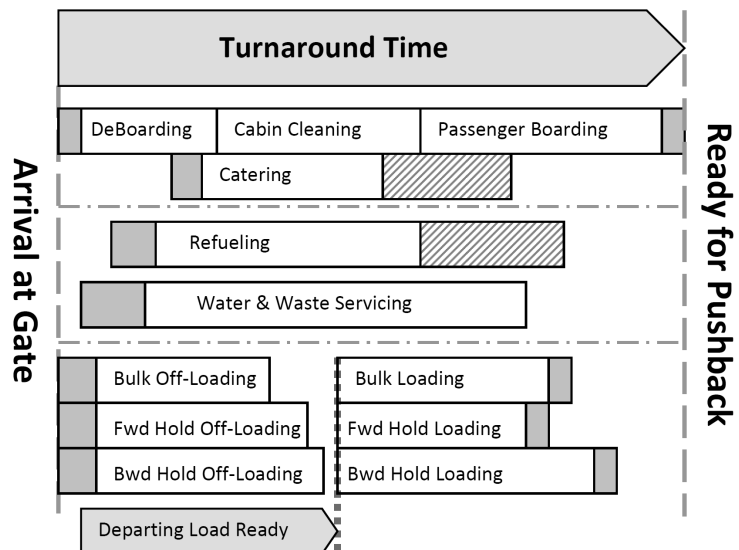 Turnaround Time
DeBoarding
Cabin Cleaning
Passenger Boarding
Catering
Refueling
Water & Waste Servicing
Bulk Off-Loading
Bulk Loading
Fwd Hold Off-Loading
Fwd Hold Loading
Bwd Hold Off-Loading
Bwd Hold Loading
Departing Load Ready
Arrival at Gate
Ready for Pushback